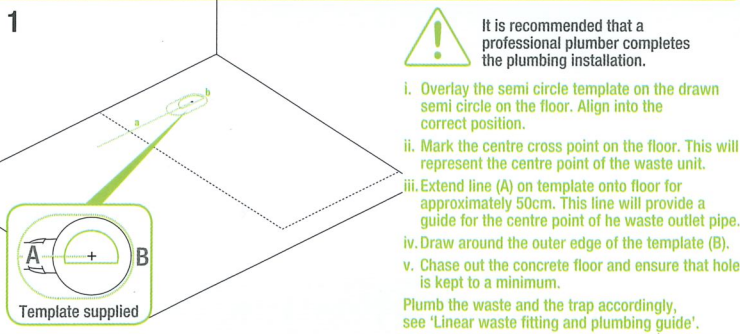 1
It is recommended that a
professional plumber completes
the plumbing installation.
i. Overlay the semi circle template on the drawn
semi circle on the floor. Align into the
correct position.
ii. Mark the centre cross point on the floor. This will
represent the centre point of the waste unit.
iii. Extend line (A) on template onto floor for
approximately 50cm. This line will provide a
guide for the centre point of he waste outlet pipe.
iv. Draw around the outer edge of the template (B).
v. Chase out the concrete floor and ensure that hole
is kept to a minimum.
Plumb the waste and the trap accordingly,
see ‘Linear waste fitting and plumbing guide’.
a
b
A
B
Template supplied